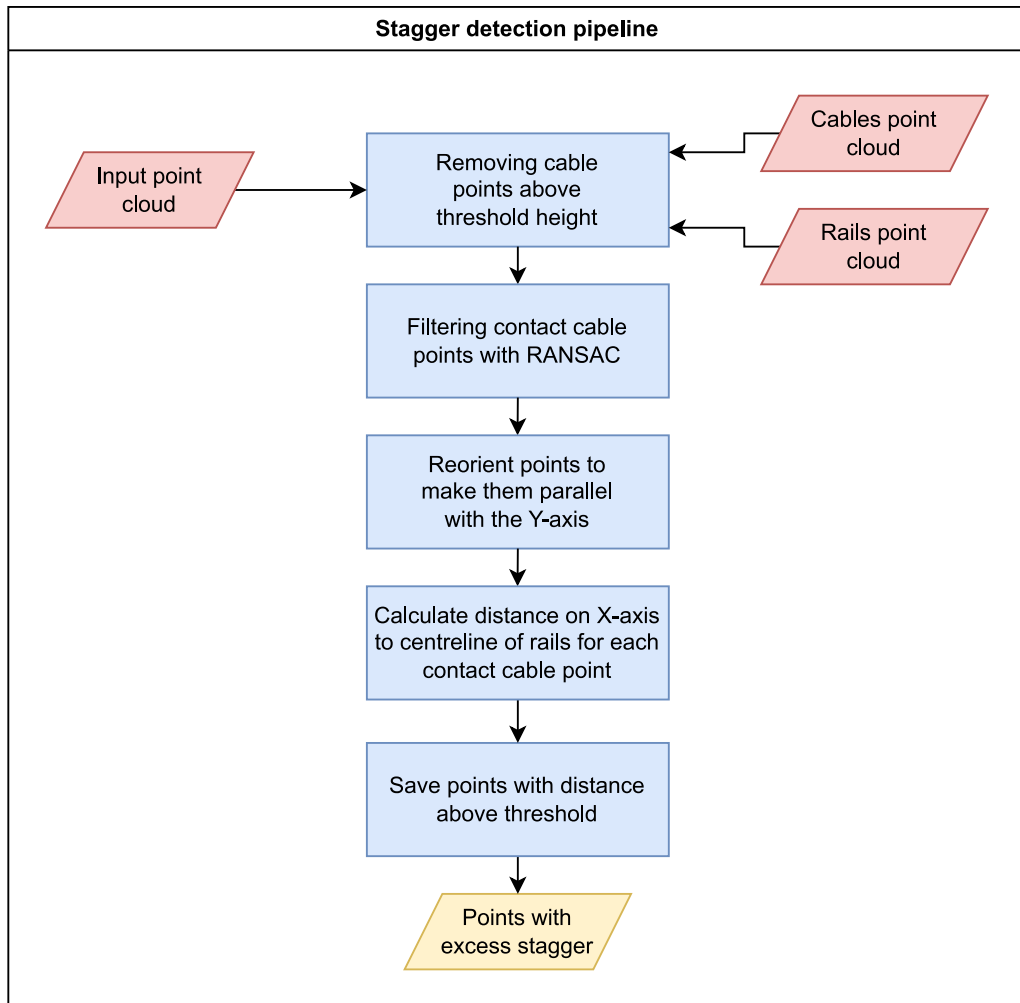 Stagger detection pipeline
Cables point
cloud
Input point
cloud
Removing cable
points above
threshold height
Rails point
cloud
Filtering contact cable
points with RANSAC
Reorient points to
make them parallel
with the Y-axis
Calculate distance on X-axis
to centreline of rails for each
contact cable point
Save points with distance
above threshold
Points with
excess stagger